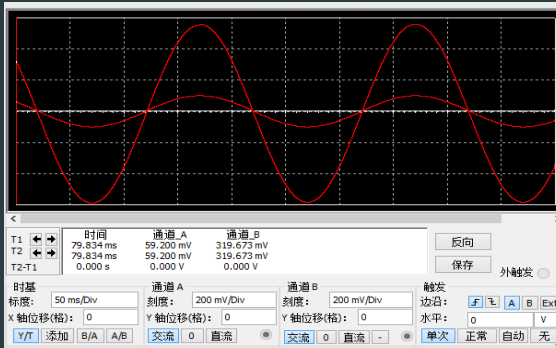 时间 通道_A 通道_B
T1 79.834 ms 59.200 mV 319.673 mV
T2 79.834 ms 59.200 mV 319.673 mV
T2-T1 0.000 s 0.000 V 0.000 V
反向
保存
外触发
时基
标度: 50 ms/Div
X 轴位移(格): 0
Y/T 添加 B/A A/B
通道 A
刻度: 200 mV/Div
Y 轴位移(格): 0
交流 0 直流
通道 B
刻度: 200 mV/Div
Y 轴位移(格): 0
交流 0 直流 -
触发
边沿: A B Ext
水平: 0 V
单次 正常 自动 无